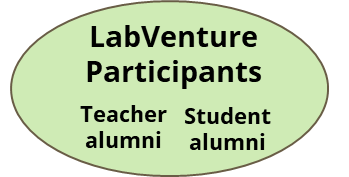 LabVenture
Participants
Teacher Student
alumni alumni